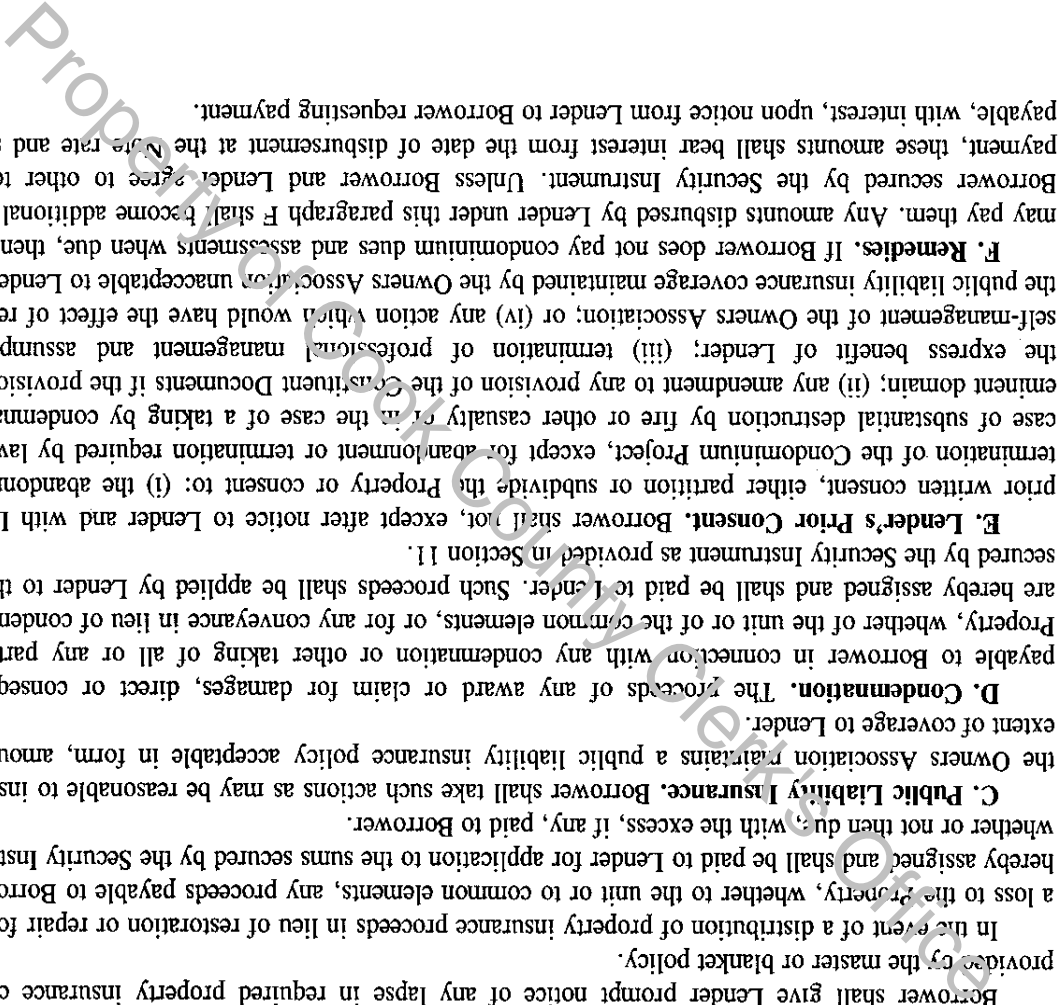 Borrower shall give Lender prompt notice of any lapse in required property insurance c
provided by the master or blanket policy.
In the event of a distribution of property insurance proceeds in lieu of restoration or repair fo
a loss to the Property, whether to the unit or to common elements, any proceeds payable to Borro
hereby assigned and shall be paid to Lender for application to the sums secured by the Security Inst
whether or not then due, with the excess, if any, paid to Borrower.
C. Public Liability Insurance. Borrower shall take such actions as may be reasonable to ins
the Owners Association maintains a public liability insurance policy acceptable in form, amou
extent of coverage to Lender.
D. Condemnation. The proceeds of any award or claim for damages, direct or conseq
payable to Borrower in connection with any condemnation or other taking of all or any part
Property, whether of the unit or of the common elements, or for any conveyance in lieu of conden
are hereby assigned and shall be paid to Lender. Such proceeds shall be applied by Lender to th
secured by the Security Instrument as provided in Section 11.
E. Lender's Prior Consent. Borrower shall not, except after notice to Lender and with L
prior written consent, either partition or subdivide the Property or consent to: (i) the abandonm
termination of the Condominium Project, except for abandonment or termination required by law
case of substantial destruction by fire or other casualty or in the case of a taking by condemna
eminent domain; (ii) any amendment to any provision of the Constituent Documents if the provisio
the express benefit of Lender; (iii) termination of professional management and assump
self-management of the Owners Association; or (iv) any action which would have the effect of re
the public liability insurance coverage maintained by the Owners Association unacceptable to Lende
F. Remedies. If Borrower does not pay condominium dues and assessments when due, then
may pay them. Any amounts disbursed by Lender under this paragraph F shall become additional
Borrower secured by the Security Instrument. Unless Borrower and Lender agree to other te
payment, these amounts shall bear interest from the date of disbursement at the Note rate and s
payable, with interest, upon notice from Lender to Borrower requesting payment.
Property of Cook County Clerk's Office